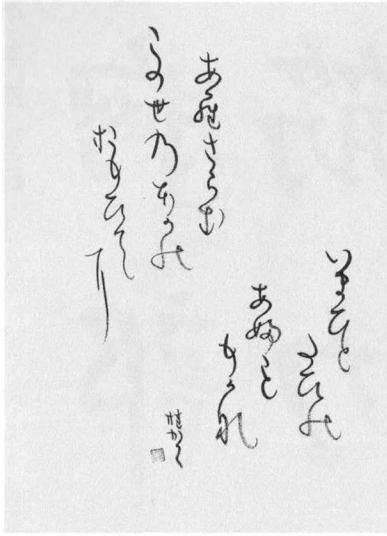 あらさらむ
この世乃ほかの
おもひてに
いまひと
たひの
あふこと
もかな